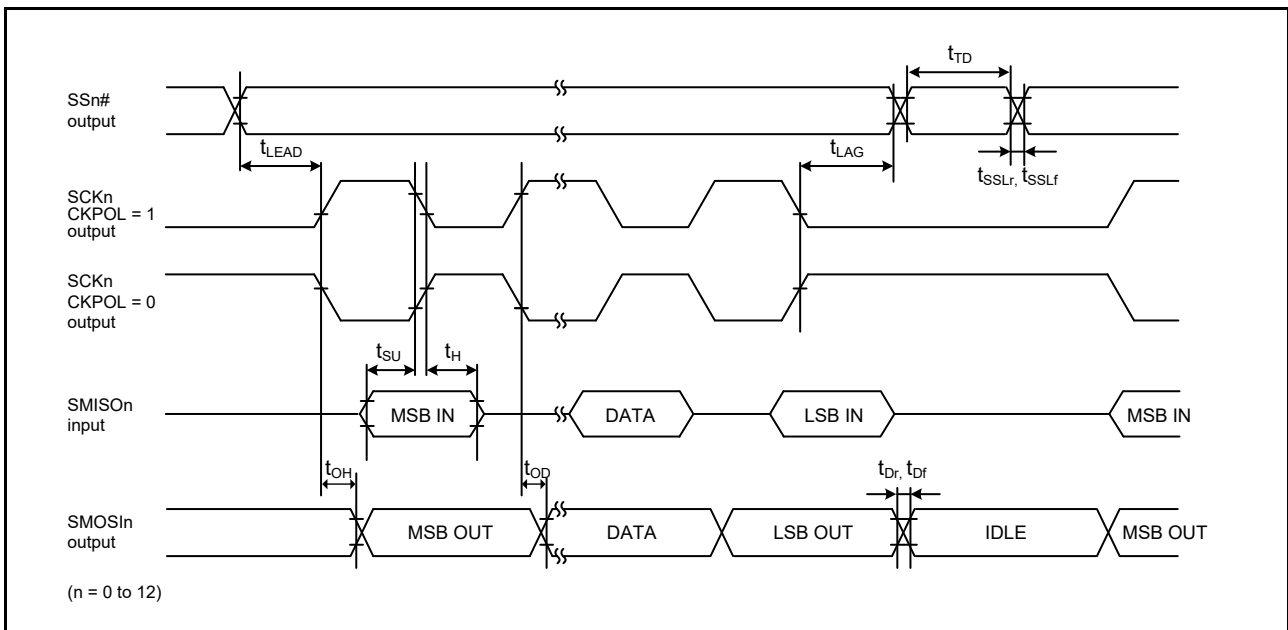 tTD
SSn#
output
tLEAD
tLAG
tSSLr, tSSLf
SCKn
CKPOL = 1
output
SCKn
CKPOL = 0
output
tSU
tH
SMISOn
input
MSB IN
DATA
LSB IN
MSB IN
tOH
tOD
tDr, tDf
SMOSIn
output
MSB OUT
DATA
LSB OUT
IDLE
MSB OUT
(n = 0 to 12)